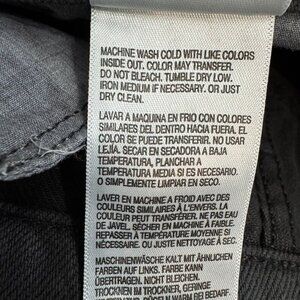 MACHINE WASH COLD WITH LIKE COLORS
INSIDE OUT. COLOR MAY TRANSFER.
DO NOT BLEACH. TUMBLE DRY LOW.
IRON MEDIUM IF NECESSARY. OR JUST
DRY CLEAN.
LAVAR A MAQUINA EN FRIO CON COLORES
SIMILARES DEL DENTRO HACIA FUERA. EL
COLOR SE PUEDE TRANSFERIR. NO USAR
LEJÍA. SECAR EN SECADORA A BAJA
TEMPERATURA, PLANCHAR A
TEMPERATURA MEDIA SI ES NECESARIO.
O SIMPLEMENTE LIMPIAR EN SECO.
LAVER EN MACHINE A FROID AVEC DES
COULEURS SIMILAIRES À L'ENVERS. LA
COULEUR PEUT TRANSFÉRER. NE PAS EAU
DE JAVEL. SÉCHER EN MACHINE À FAIBLE.
REPASSER À TEMPÉRATURE MOYENNE SI
NÉCESSAIRE. OU JUSTE NETTOYAGE À SEC.
MASCHINENWÄSCHE KALT MIT ÄHNLICHEN
FARBEN AUF LINKS. FARBE KANN
ÜBERTRAGEN. NICHT BLEICHEN.
TROCKNEN IM TROCKNER, GERINGE